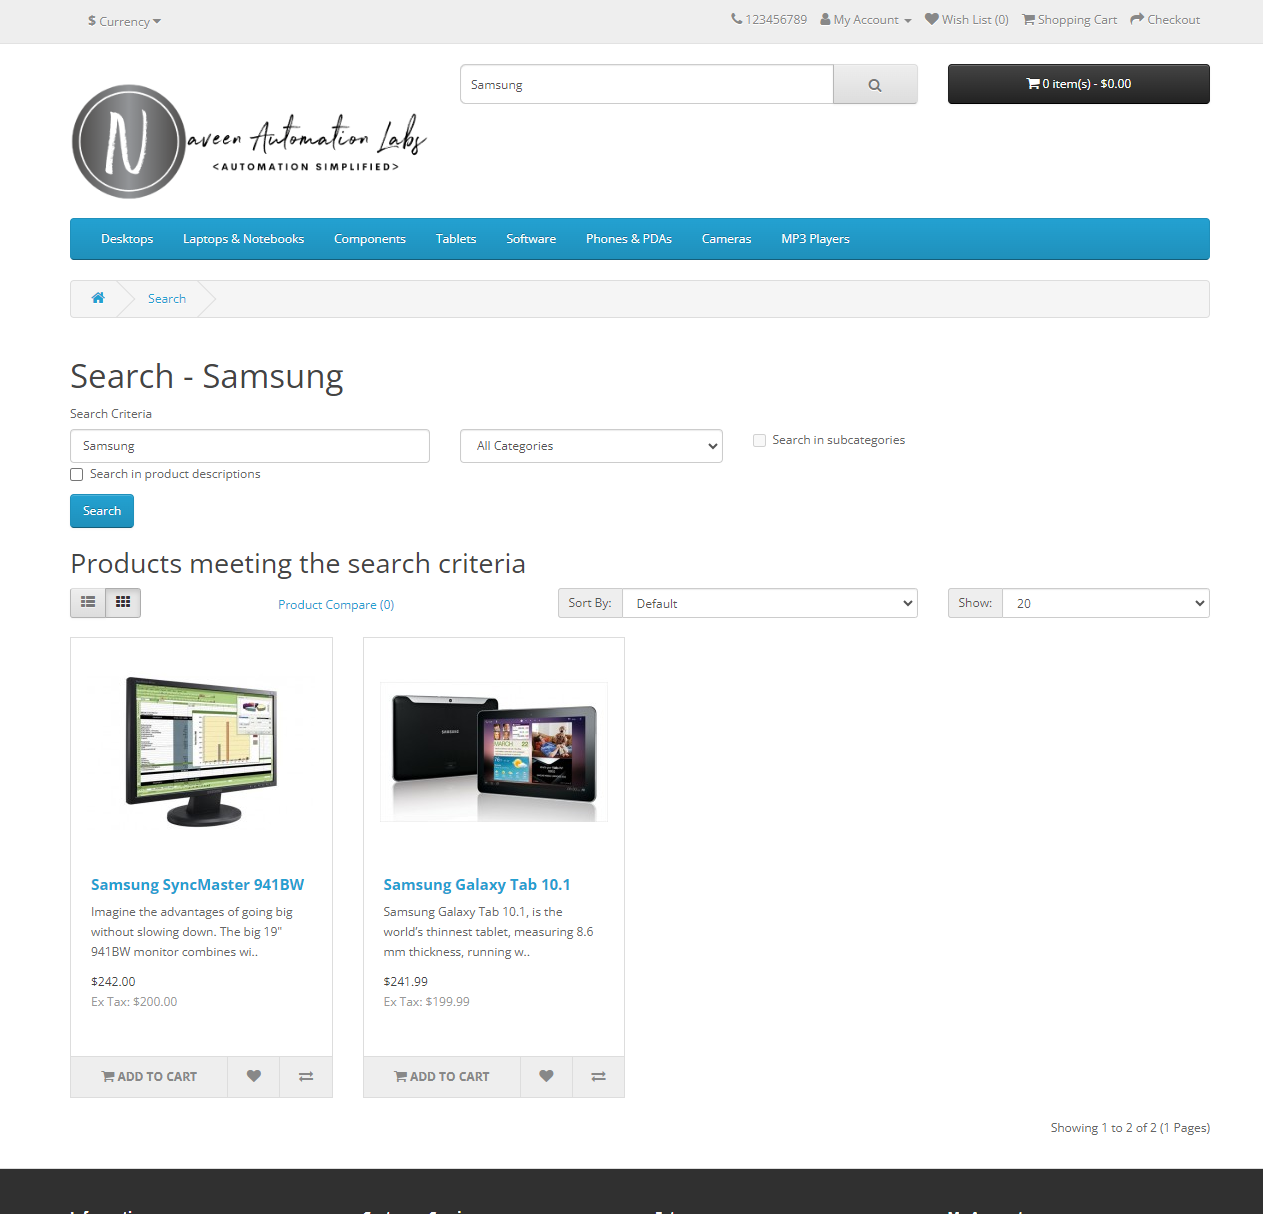 $ Currency
123456789 My Account Wish List (0) Shopping Cart Checkout
Samsung
0 item(s) - $0.00
N aveen Automation Labs
<AUTOMATION SIMPLIFIED>
Desktops Laptops & Notebooks Components Tablets Software Phones & PDAs Cameras MP3 Players
Search
Search - Samsung
Search Criteria
Samsung All Categories Search in subcategories
Search in product descriptions
Search
Products meeting the search criteria
Product Compare (0) Sort By: Default Show: 20
SAMSUNG
MARCH 22
Samsung SyncMaster 941BW
Imagine the advantages of going big
without slowing down. The big 19"
941BW monitor combines wi..
$242.00
Ex Tax: $200.00
ADD TO CART
Samsung Galaxy Tab 10.1
Samsung Galaxy Tab 10.1, is the
world’s thinnest tablet, measuring 8.6
mm thickness, running w..
$241.99
Ex Tax: $199.99
ADD TO CART
Showing 1 to 2 of 2 (1 Pages)